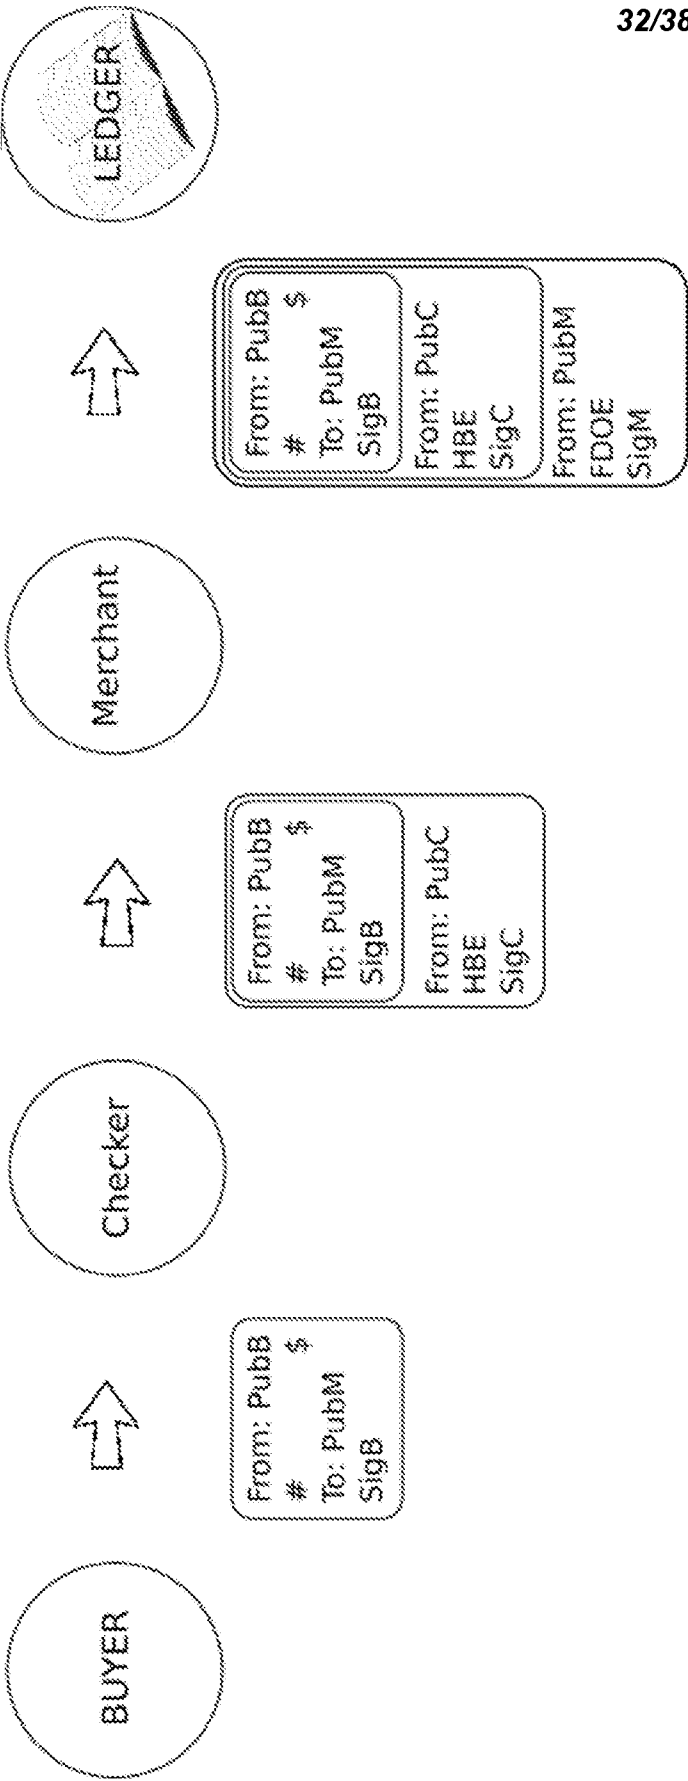 32/38
BUYER
From: PubB
# $
To: PubM
SigB
Checker
From: PubB
# $
To: PubM
SigB
From: PubC
HBE
SigC
Merchant
From: PubB
# $
To: PubM
SigB
From: PubC
HBE
SigC
From: PubM
FDOE
SigM
LEDGER